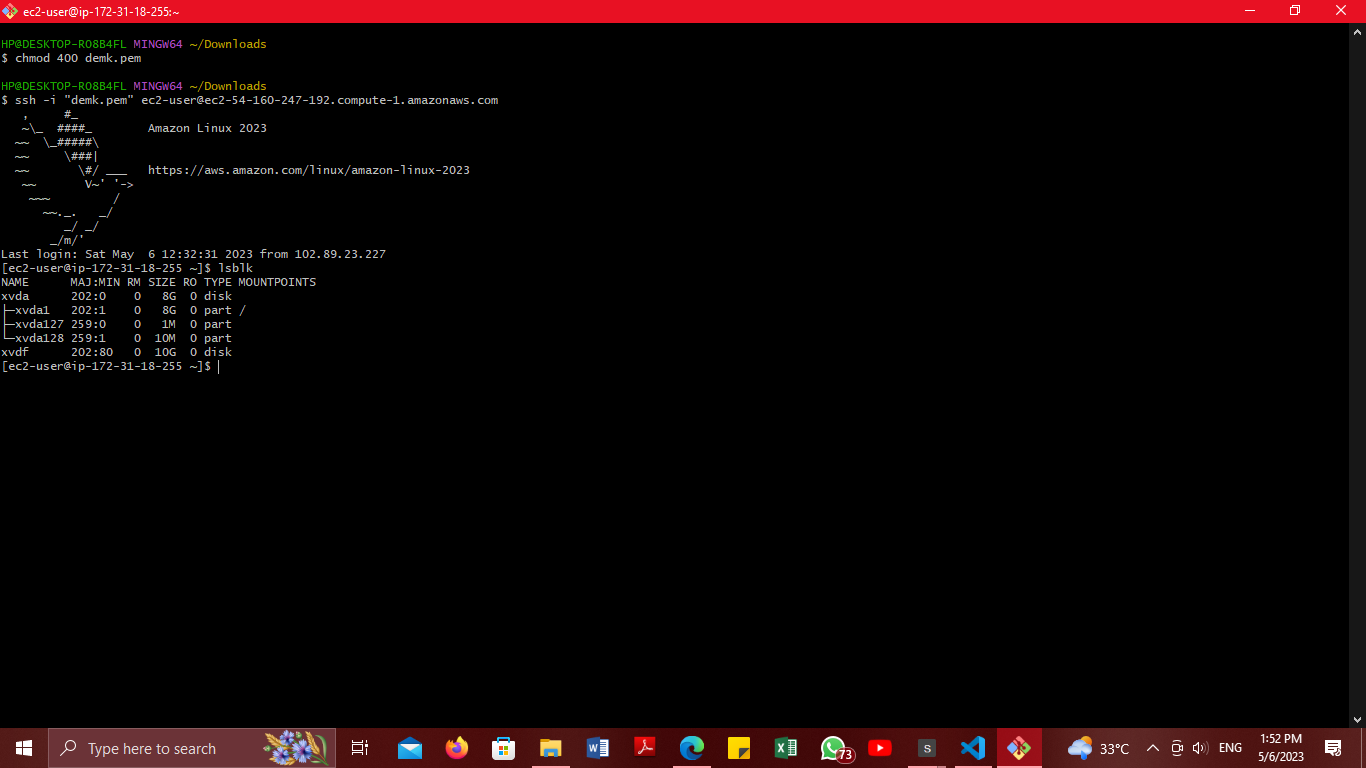 ec2-user@ip-172-31-18-255:~
HP@DESKTOP-RO8B4FL MINGW64 ~/Downloads
$ chmod 400 demk.pem
HP@DESKTOP-RO8B4FL MINGW64 ~/Downloads
$ ssh -i "demk.pem" ec2-user@ec2-54-160-247-192.compute-1.amazonaws.com
   ,     #_
   ~\_  ####_        Amazon Linux 2023
  ~~  \_#####\
  ~~     \###|
  ~~       \#/ ___   https://aws.amazon.com/linux/amazon-linux-2023
   ~~       V~' '->
    ~~~         /
      ~~._.   _/
         _/ _/
       _/m/'
Last login: Sat May  6 12:32:31 2023 from 102.89.23.227
[ec2-user@ip-172-31-18-255 ~]$ lsblk
NAME      MAJ:MIN RM SIZE RO TYPE MOUNTPOINTS
xvda      202:0    0   8G  0 disk
├─xvda1   202:1    0   8G  0 part /
├─xvda127 259:0    0   1M  0 part
└─xvda128 259:1    0  10M  0 part
xvdf      202:80   0  10G  0 disk
[ec2-user@ip-172-31-18-255 ~]$
Type here to search
73
S
33°C
ENG
1:52 PM
5/6/2023